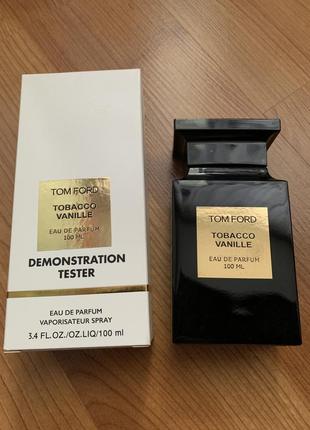 TOM FORD
TOBACCO
VANILLE
EAU DE PARFUM
100 ML
DEMONSTRATION
TESTER
EAU DE PARFUM
VAPORISATEUR SPRAY
3.4 FL.OZ./OZ.LIQ/100 ml
TOM FORD
TOBACCO
VANILLE
EAU DE PARFUM
100 ML